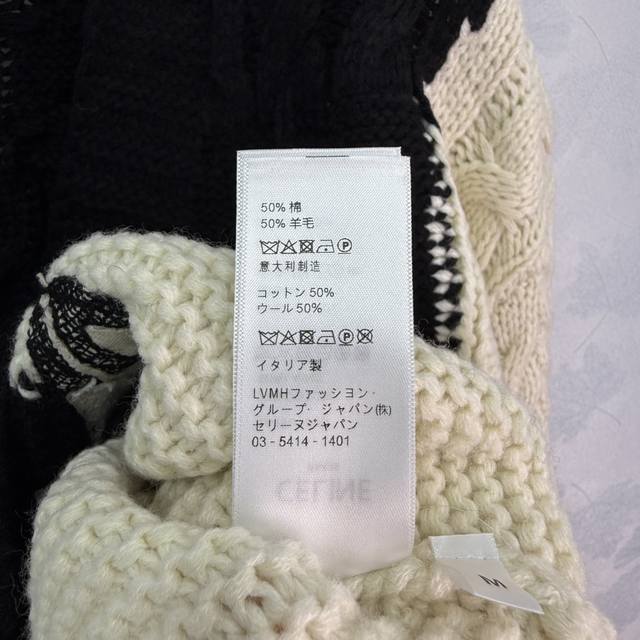 50% 棉
50% 羊毛
意大利制造
コットン 50%
ウール 50%
イタリア製
LVMHファッション・
グループ・ジャパン(株)
セリーヌジャパン
03 - 5414 - 1401
CELINE
M